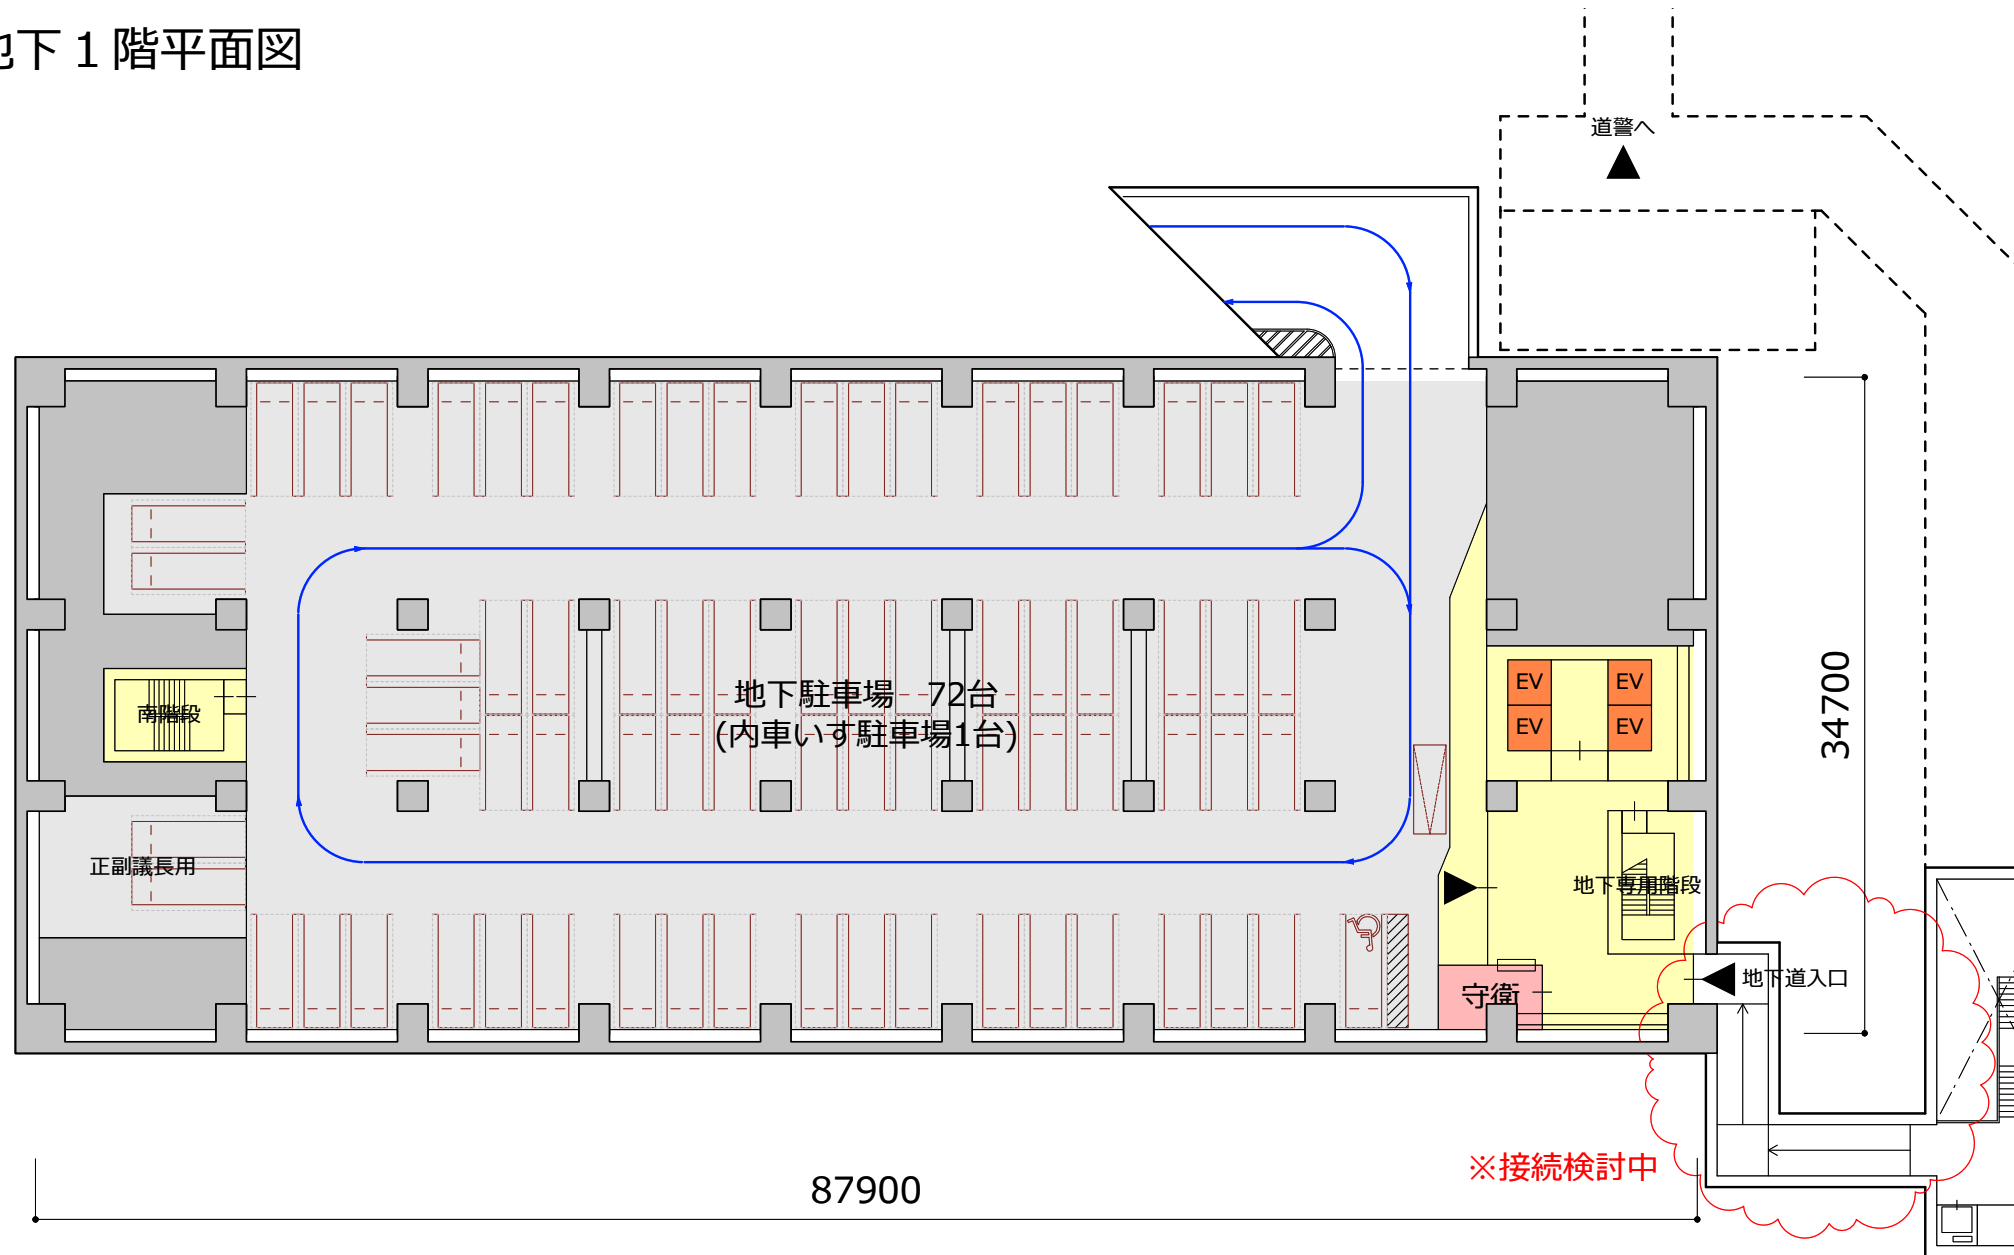 下１階平面図
道警へ
EV
EV
EV
EV
南階段
地下駐車場　72台
(内車いす駐車場1台)
34700
正副議長用
地下専用階段
地下道入口
守衛
※接続検討中
87900